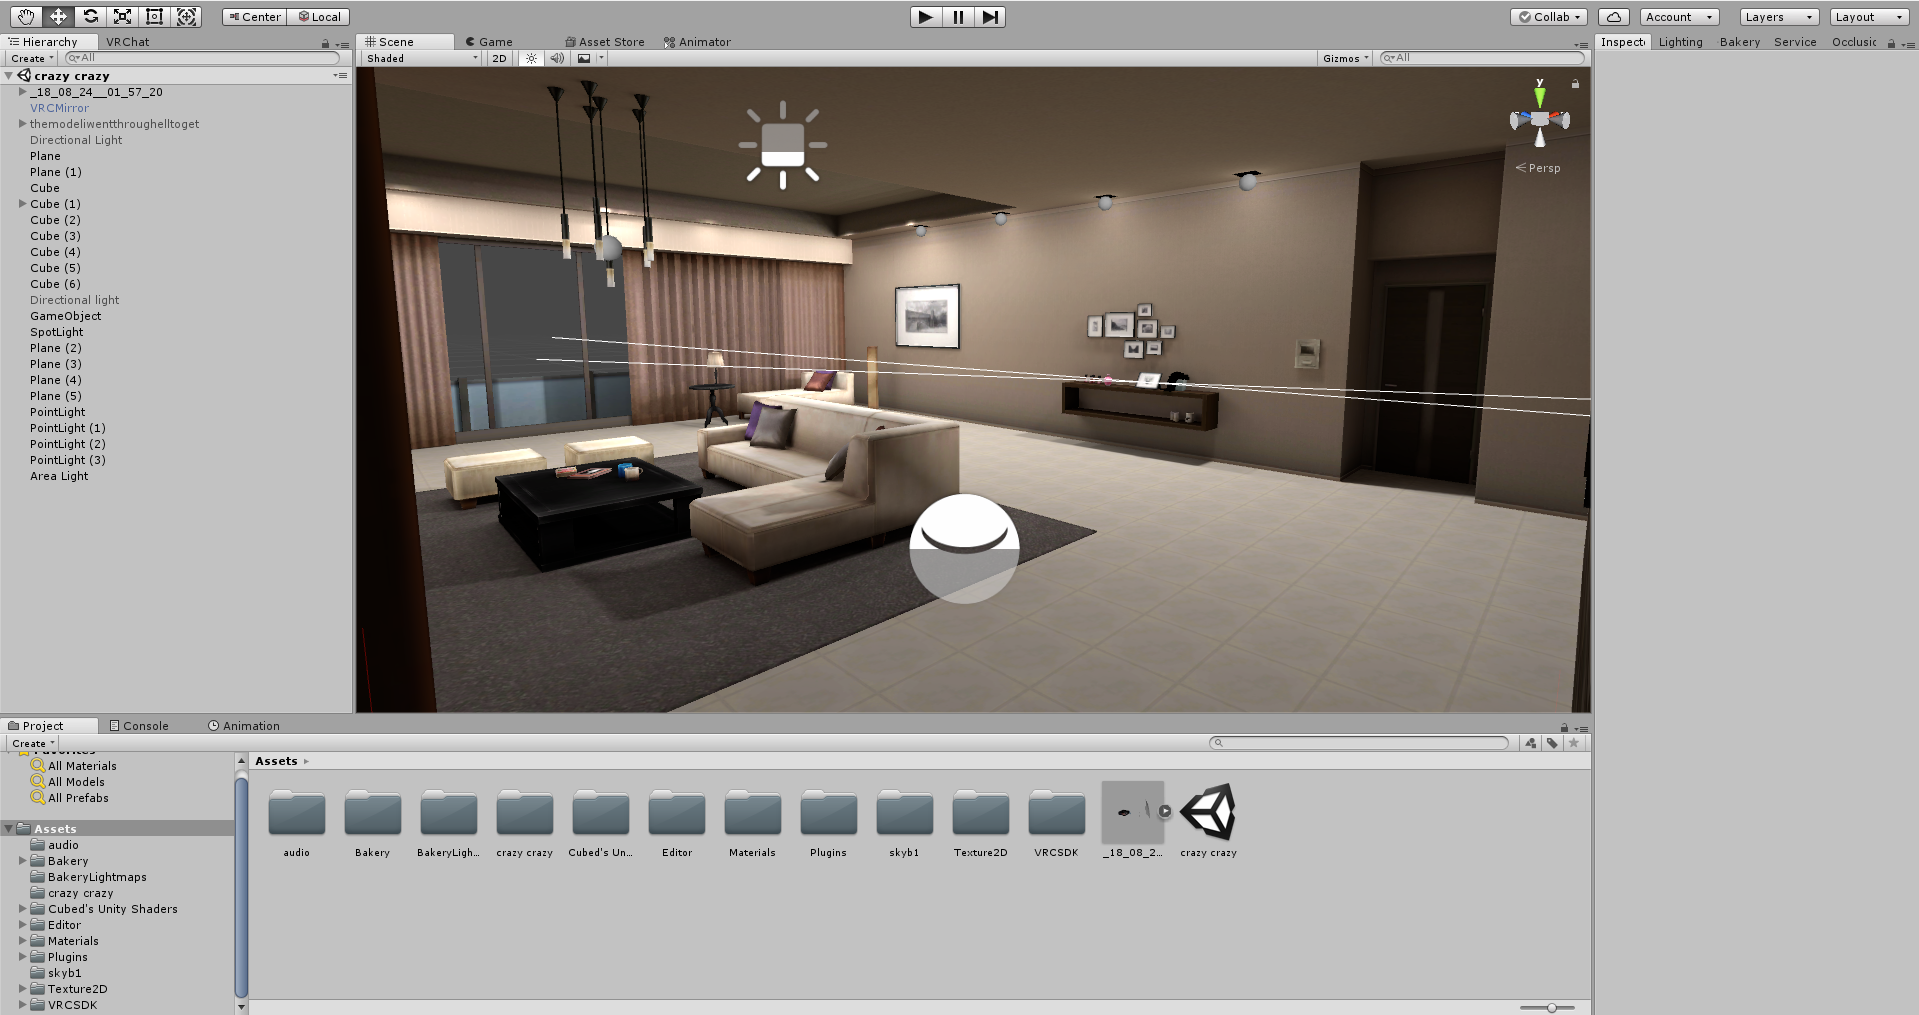 Center
Local
Collab
Account
Layers
Layout
Hierarchy
VRChat
Create
All
crazy crazy
_18_08_24__01_57_20
VRCMirror
themodeliwentthroughelltoget
Directional Light
Plane
Plane (1)
Cube
Cube (1)
Cube (2)
Cube (3)
Cube (4)
Cube (5)
Cube (6)
Directional light
GameObject
SpotLight
Plane (2)
Plane (3)
Plane (4)
Plane (5)
PointLight
PointLight (1)
PointLight (2)
PointLight (3)
Area Light
Scene
Game
Asset Store
Animator
Shaded
2D
Gizmos
All
y
Persp
Inspect
Lighting
Bakery
Service
Occlusic
Project
Console
Animation
Create
Favorites
All Materials
All Models
All Prefabs
Assets
audio
Bakery
BakeryLightmaps
crazy crazy
Cubed's Unity Shaders
Editor
Materials
Plugins
skyb1
Texture2D
VRCSDK
Assets
audio
Bakery
BakeryLigh...
crazy crazy
Cubed's Un...
Editor
Materials
Plugins
skyb1
Texture2D
VRCSDK
_18_08_2...
crazy crazy